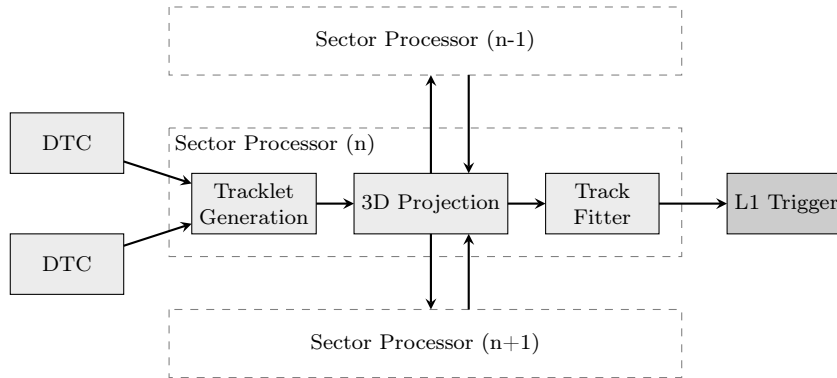 Sector Processor (n-1)
DTC
Sector Processor (n)
Tracklet
Generation
3D Projection
Track
Fitter
L1 Trigger
DTC
Sector Processor (n+1)